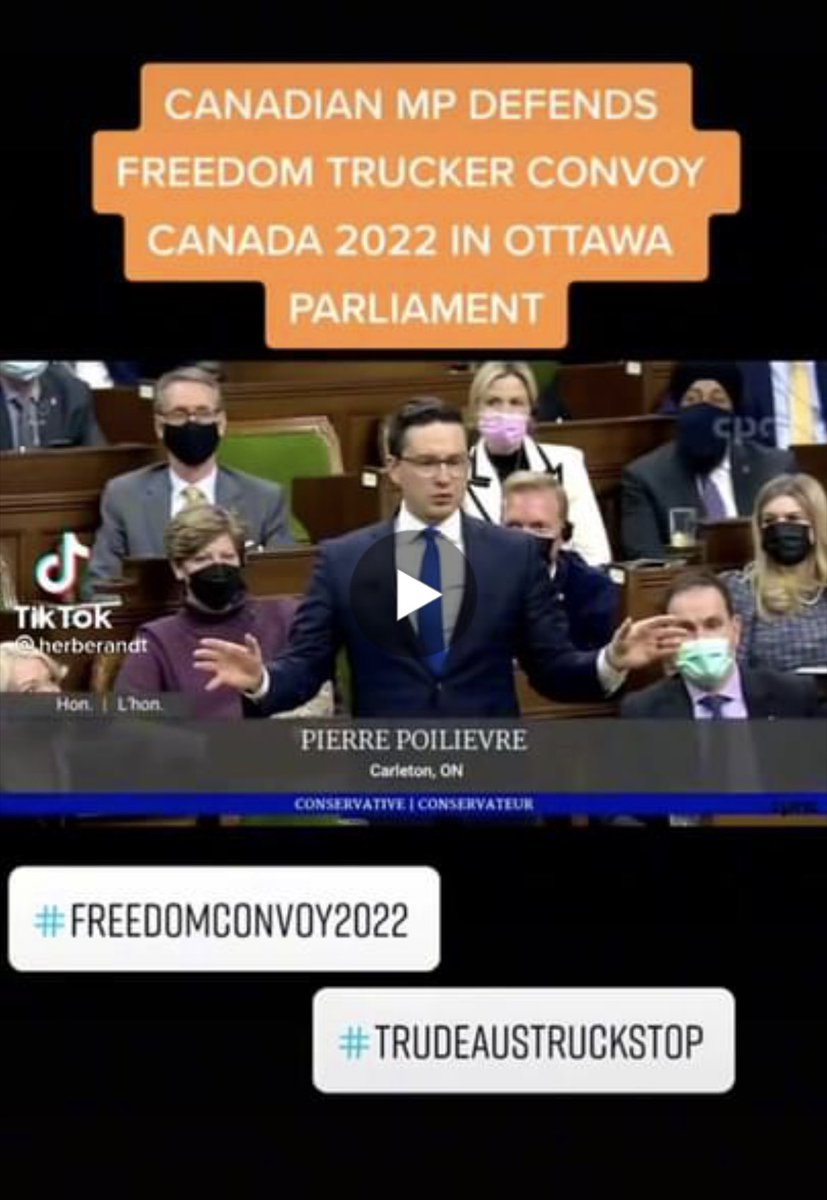 CANADIAN MP DEFENDS
FREEDOM TRUCKER CONVOY
CANADA 2022 IN OTTAWA
PARLIAMENT
cpac
TikTok
@herberandt
Hon. | L'hon.
PIERRE POILIEVRE
Carleton, ON
CONSERVATIVE | CONSERVATEUR
#FREEDOMCONVOY2022
#TRUDEAUSTRUCKSTOP